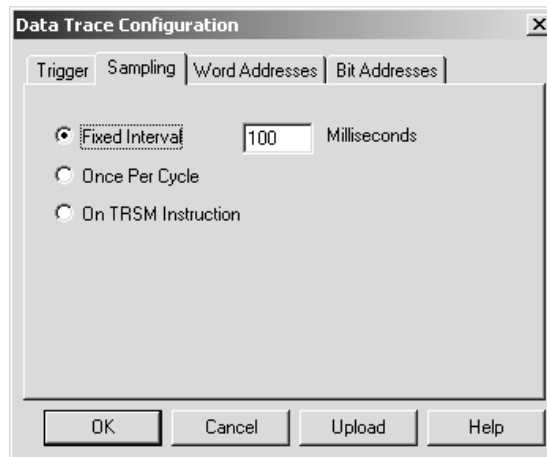 Data Trace Configuration
Trigger Sampling Word Addresses Bit Addresses
Fixed Interval 100 Milliseconds
Once Per Cycle
On TRSM Instruction
OK Cancel Upload Help